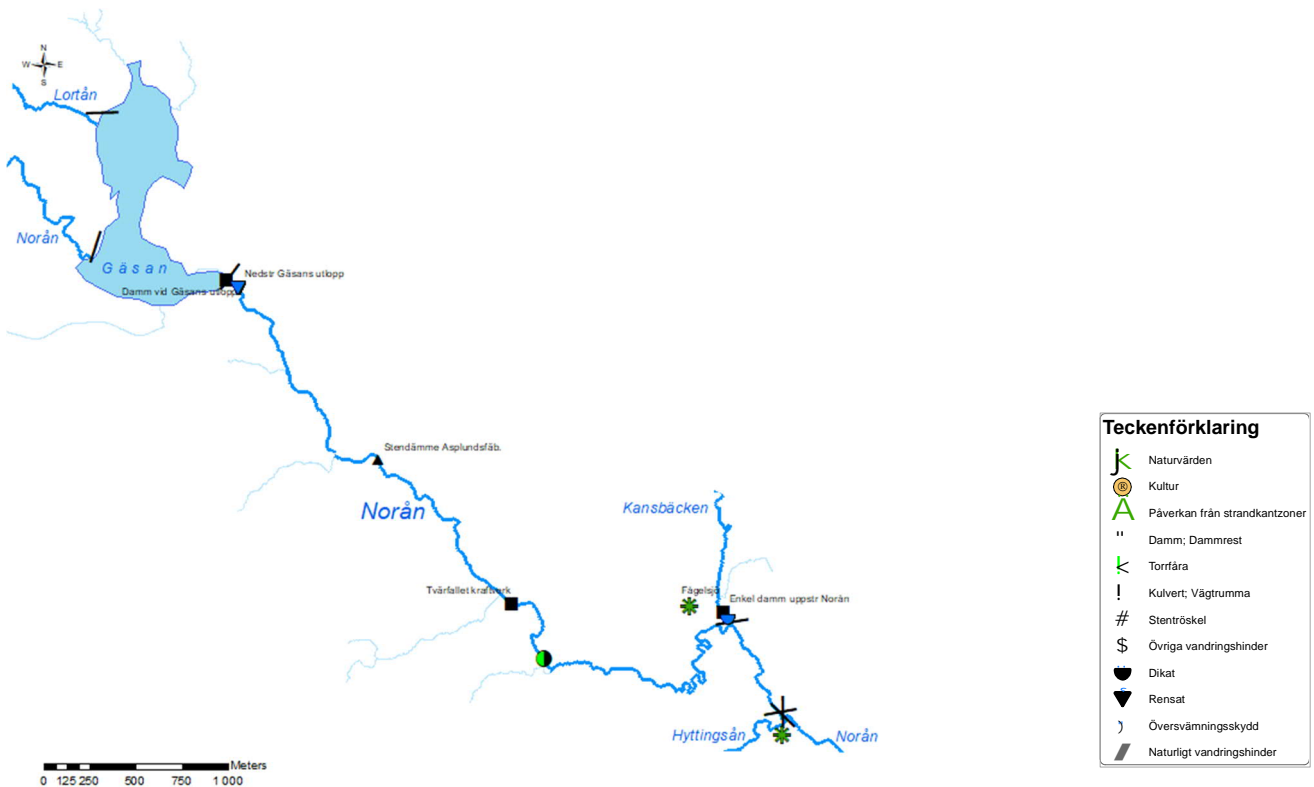 N
W E
S
Lortån
Norån
Gäsan
Nedstr Gäsans utlopp
Damm vid Gäsans utlopp
Stendämme Asplundsfäb.
Norån
Kansbäcken
Tvärfallet kraftverk
Fågelsjö
Enkel damm uppstr Norån
Hyttingsån
Norån
Meters
0 125 250 500 750 1 000
Teckenförklaring
Naturvärden
® Kultur
A Påverkan från strandkantzoner
" Damm; Dammrest
Torrfåra
! Kulvert; Vägtrumma
# Stentröskel
$ Övriga vandringshinder
Dikat
Rensat
Översvämningsskydd
Naturligt vandringshinder